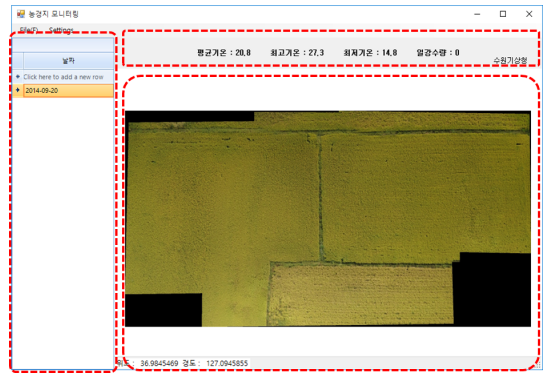 농경지 모니터링
File(F) Settings
평균기온 : 20,8 최고기온 : 27,3 최저기온 : 14,8 일강수량 : 0
수원기상청
날짜
Click here to add a new row
2014-09-20
위도 : 36.9845469 경도 : 127.0945855